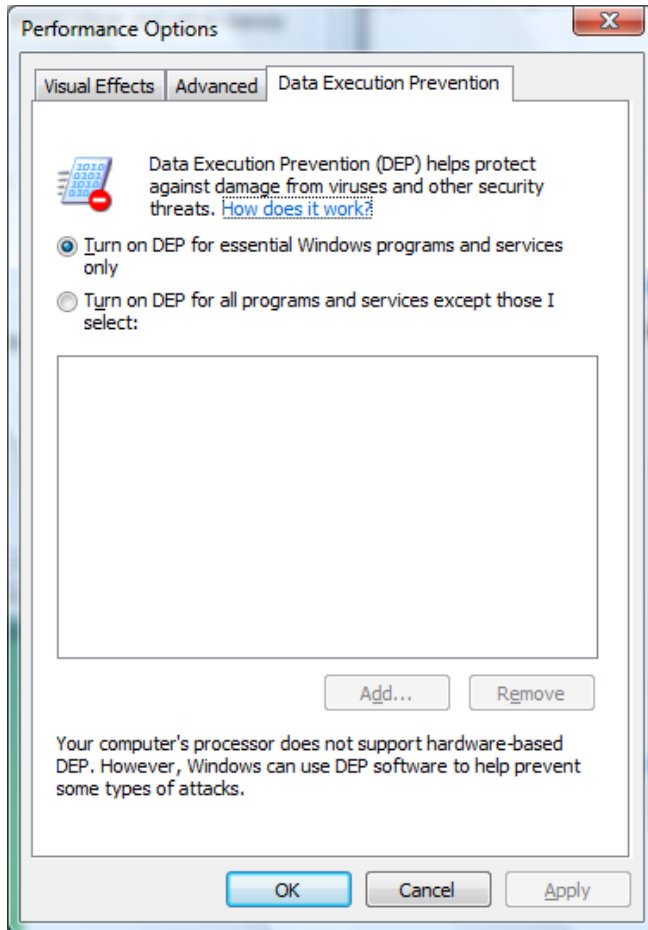 Performance Options
Visual Effects
Advanced
Data Execution Prevention
Data Execution Prevention (DEP) helps protect
against damage from viruses and other security
threats. How does it work?
Turn on DEP for essential Windows programs and services
only
Turn on DEP for all programs and services except those I
select:
Add...
Remove
Your computer's processor does not support hardware-based
DEP. However, Windows can use DEP software to help prevent
some types of attacks.
OK
Cancel
Apply